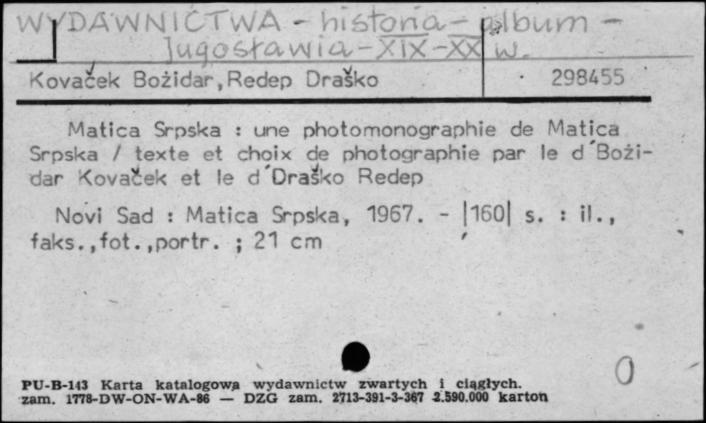 WYDAWNICTWA - historia - album -
Jugosławia - XIX - XX w.
Kovaček Božidar, Redep Draško 298455
Matica Srpska : une photomonographie de Matica
Srpska / texte et choix de photographie par le d´Boži-
dar Kovaček et le d´Draško Redep
Novi Sad : Matica Srpska, 1967. - |160| s. : il.,
faks., fot., portr. ; 21 cm
0
PU-B-143 Karta katalogowa wydawnictw zwartych i ciągłych.
zam. 1778-DW-ON-WA-86 — DZG zam. 2713-391-3-367 2.590.000 karton